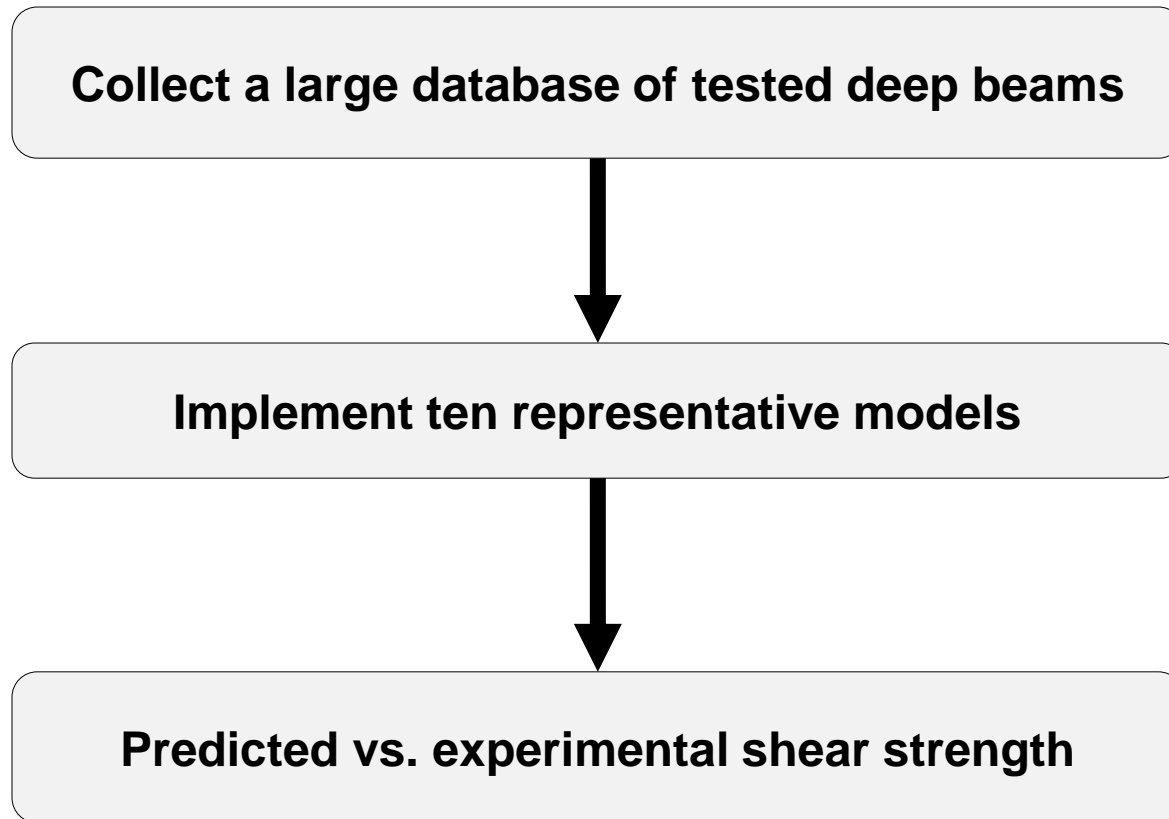 Collect a large database of tested deep beams
Implement ten representative models
Predicted vs. experimental shear strength